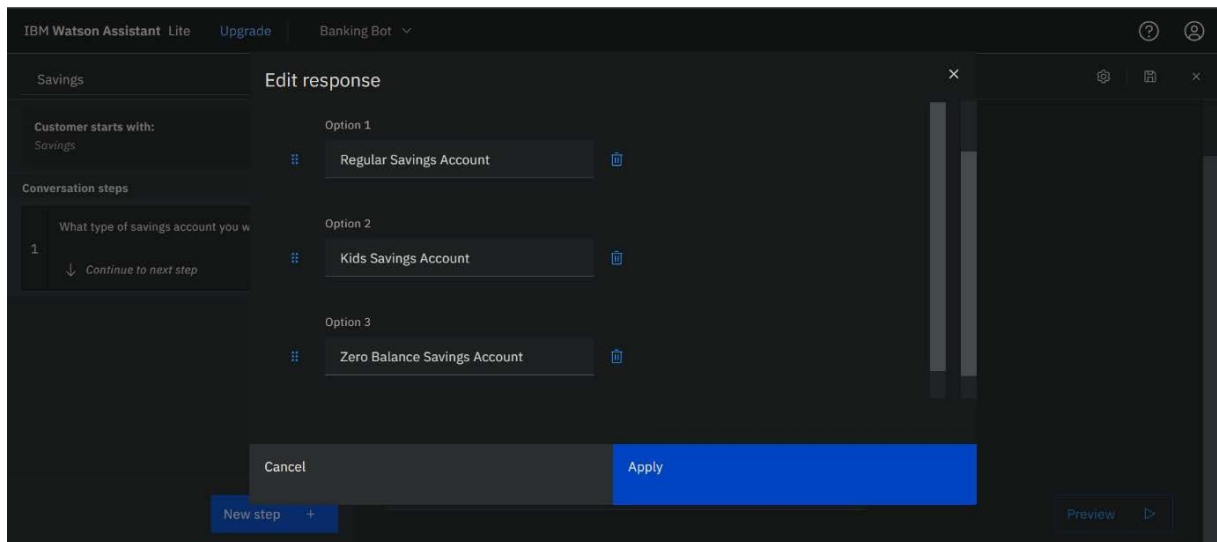 IBM Watson Assistant Lite Upgrade Banking Bot
Savings
Edit response
Customer starts with:
Savings
Conversation steps
1
What type of savings account you w
Continue to next step
Option 1
Regular Savings Account
Option 2
Kids Savings Account
Option 3
Zero Balance Savings Account
Cancel
Apply
New step +
Preview